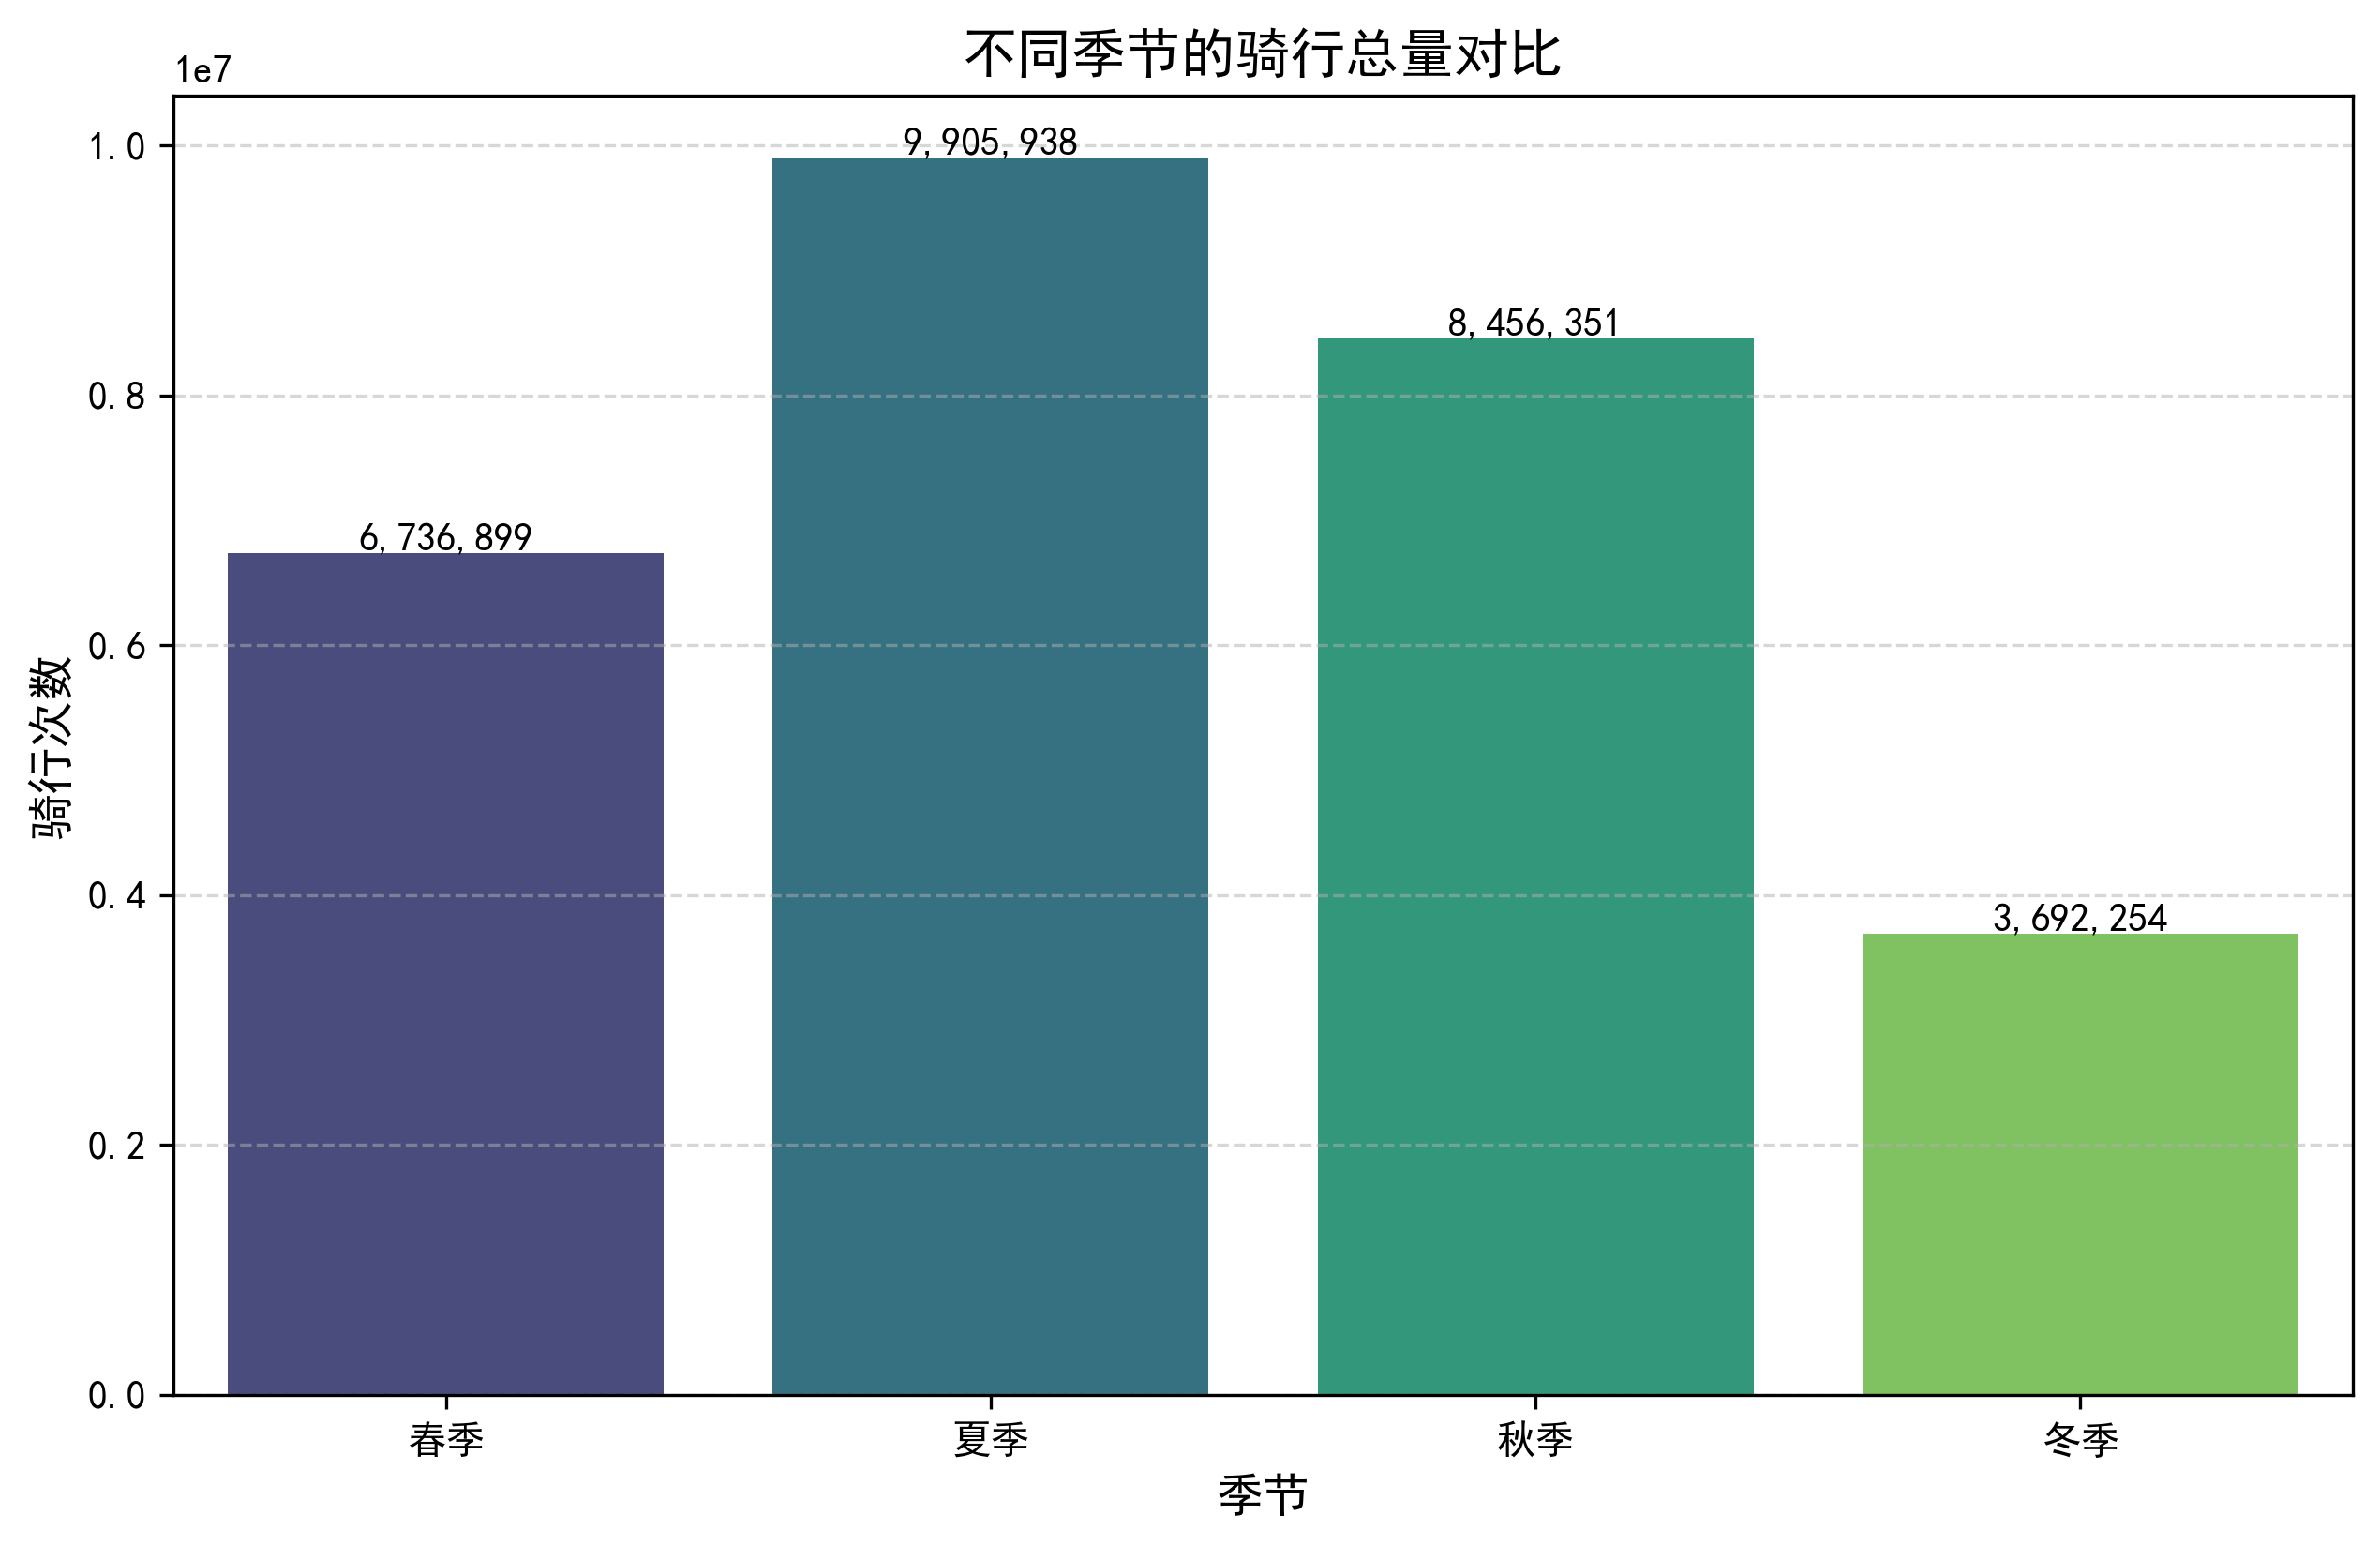 不同季节的骑行总量对比
1e7
1.0
0.8
0.6
0.4
0.2
0.0
骑行次数
6,736,899
9,905,938
8,456,351
3,692,254
春季
夏季
秋季
冬季
季节